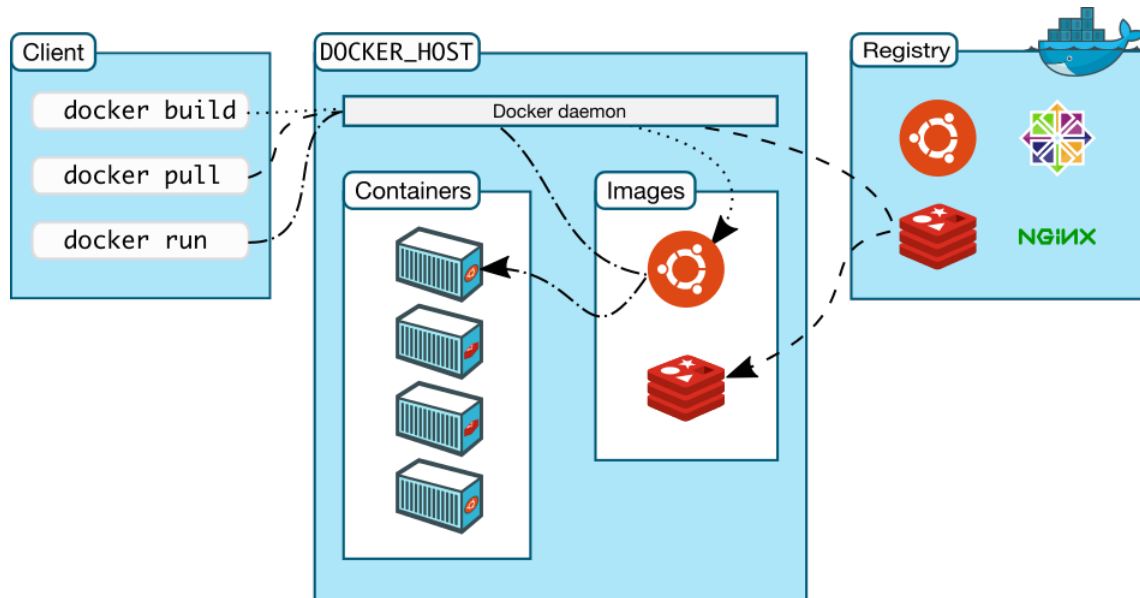 Client
docker build
docker pull
docker run
DOCKER_HOST
Docker daemon
Containers
Images
Registry
NGiNX